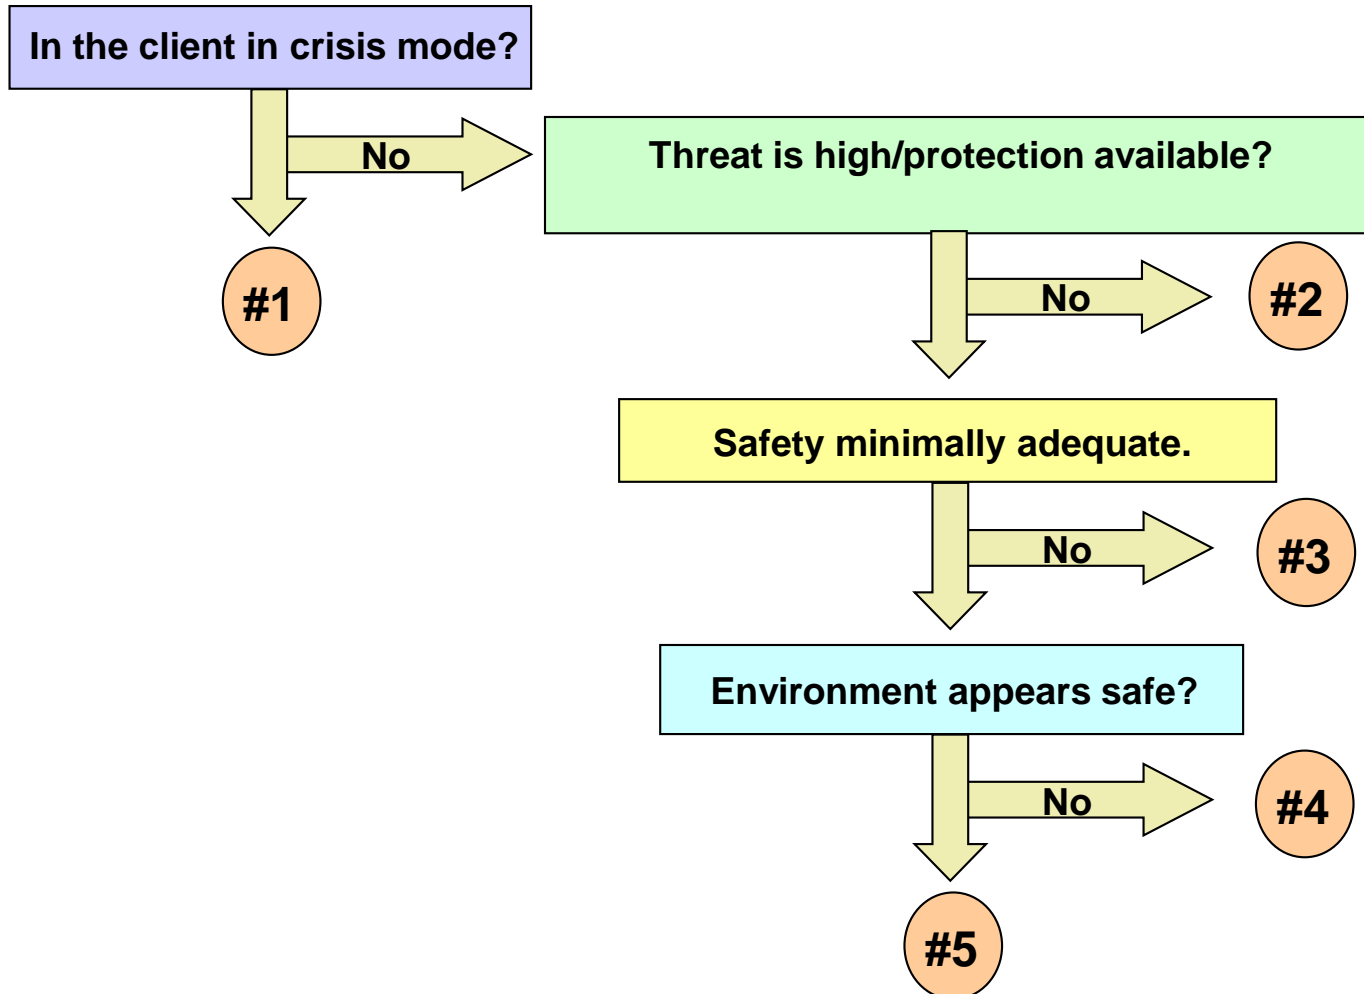 In the client in crisis mode?
No
Threat is high/protection available?
#1
No
#2
Safety minimally adequate.
No
#3
Environment appears safe?
No
#4
#5